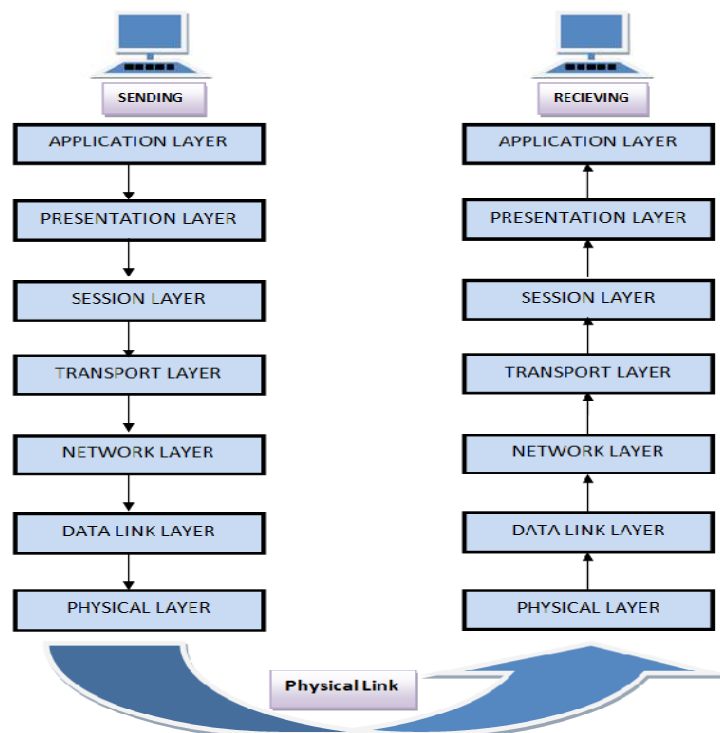 SENDING
APPLICATION LAYER
PRESENTATION LAYER
SESSION LAYER
TRANSPORT LAYER
NETWORK LAYER
DATA LINK LAYER
PHYSICAL LAYER
RECIEVING
APPLICATION LAYER
PRESENTATION LAYER
SESSION LAYER
TRANSPORT LAYER
NETWORK LAYER
DATA LINK LAYER
PHYSICAL LAYER
Physical Link